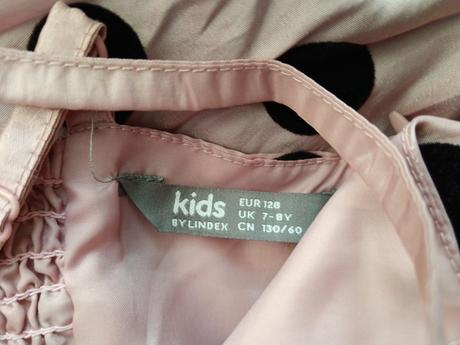 kids
BY LINDEX
EUR 128
UK 7-8Y
CN 130/60